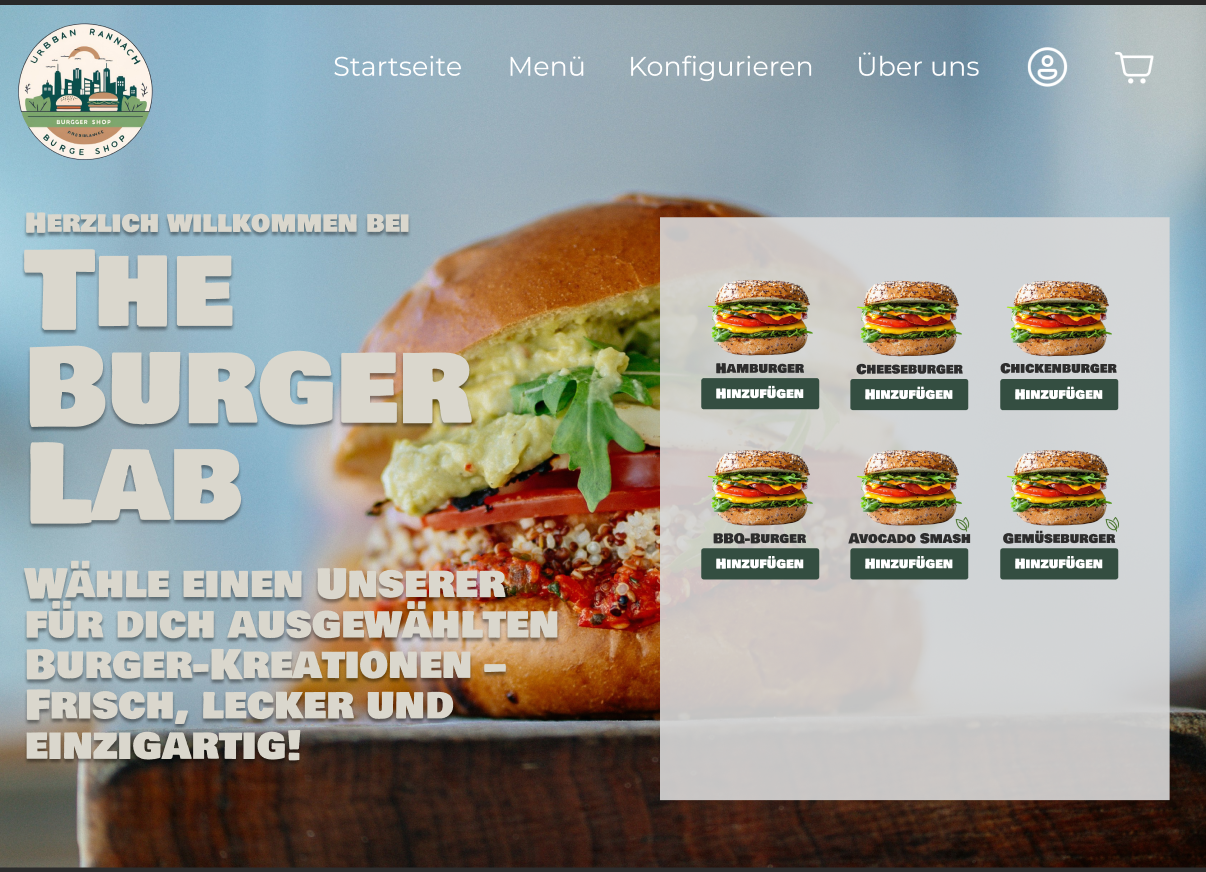 URBBAN RANNACH
BURGGER SHOP
BURGE SHOP
Startseite Menü Konfigurieren Über uns
Herzlich willkommen bei
The
Burger
Lab
Wähle einen Unserer
für dich ausgewählten
Burger-Kreationen –
Frisch, lecker und
einzigartig!
Hamburger Cheeseburger Chickenburger
Hinzufügen Hinzufügen Hinzufügen
BBQ-Burger Avocado Smash Gemüseburger
Hinzufügen Hinzufügen Hinzufügen